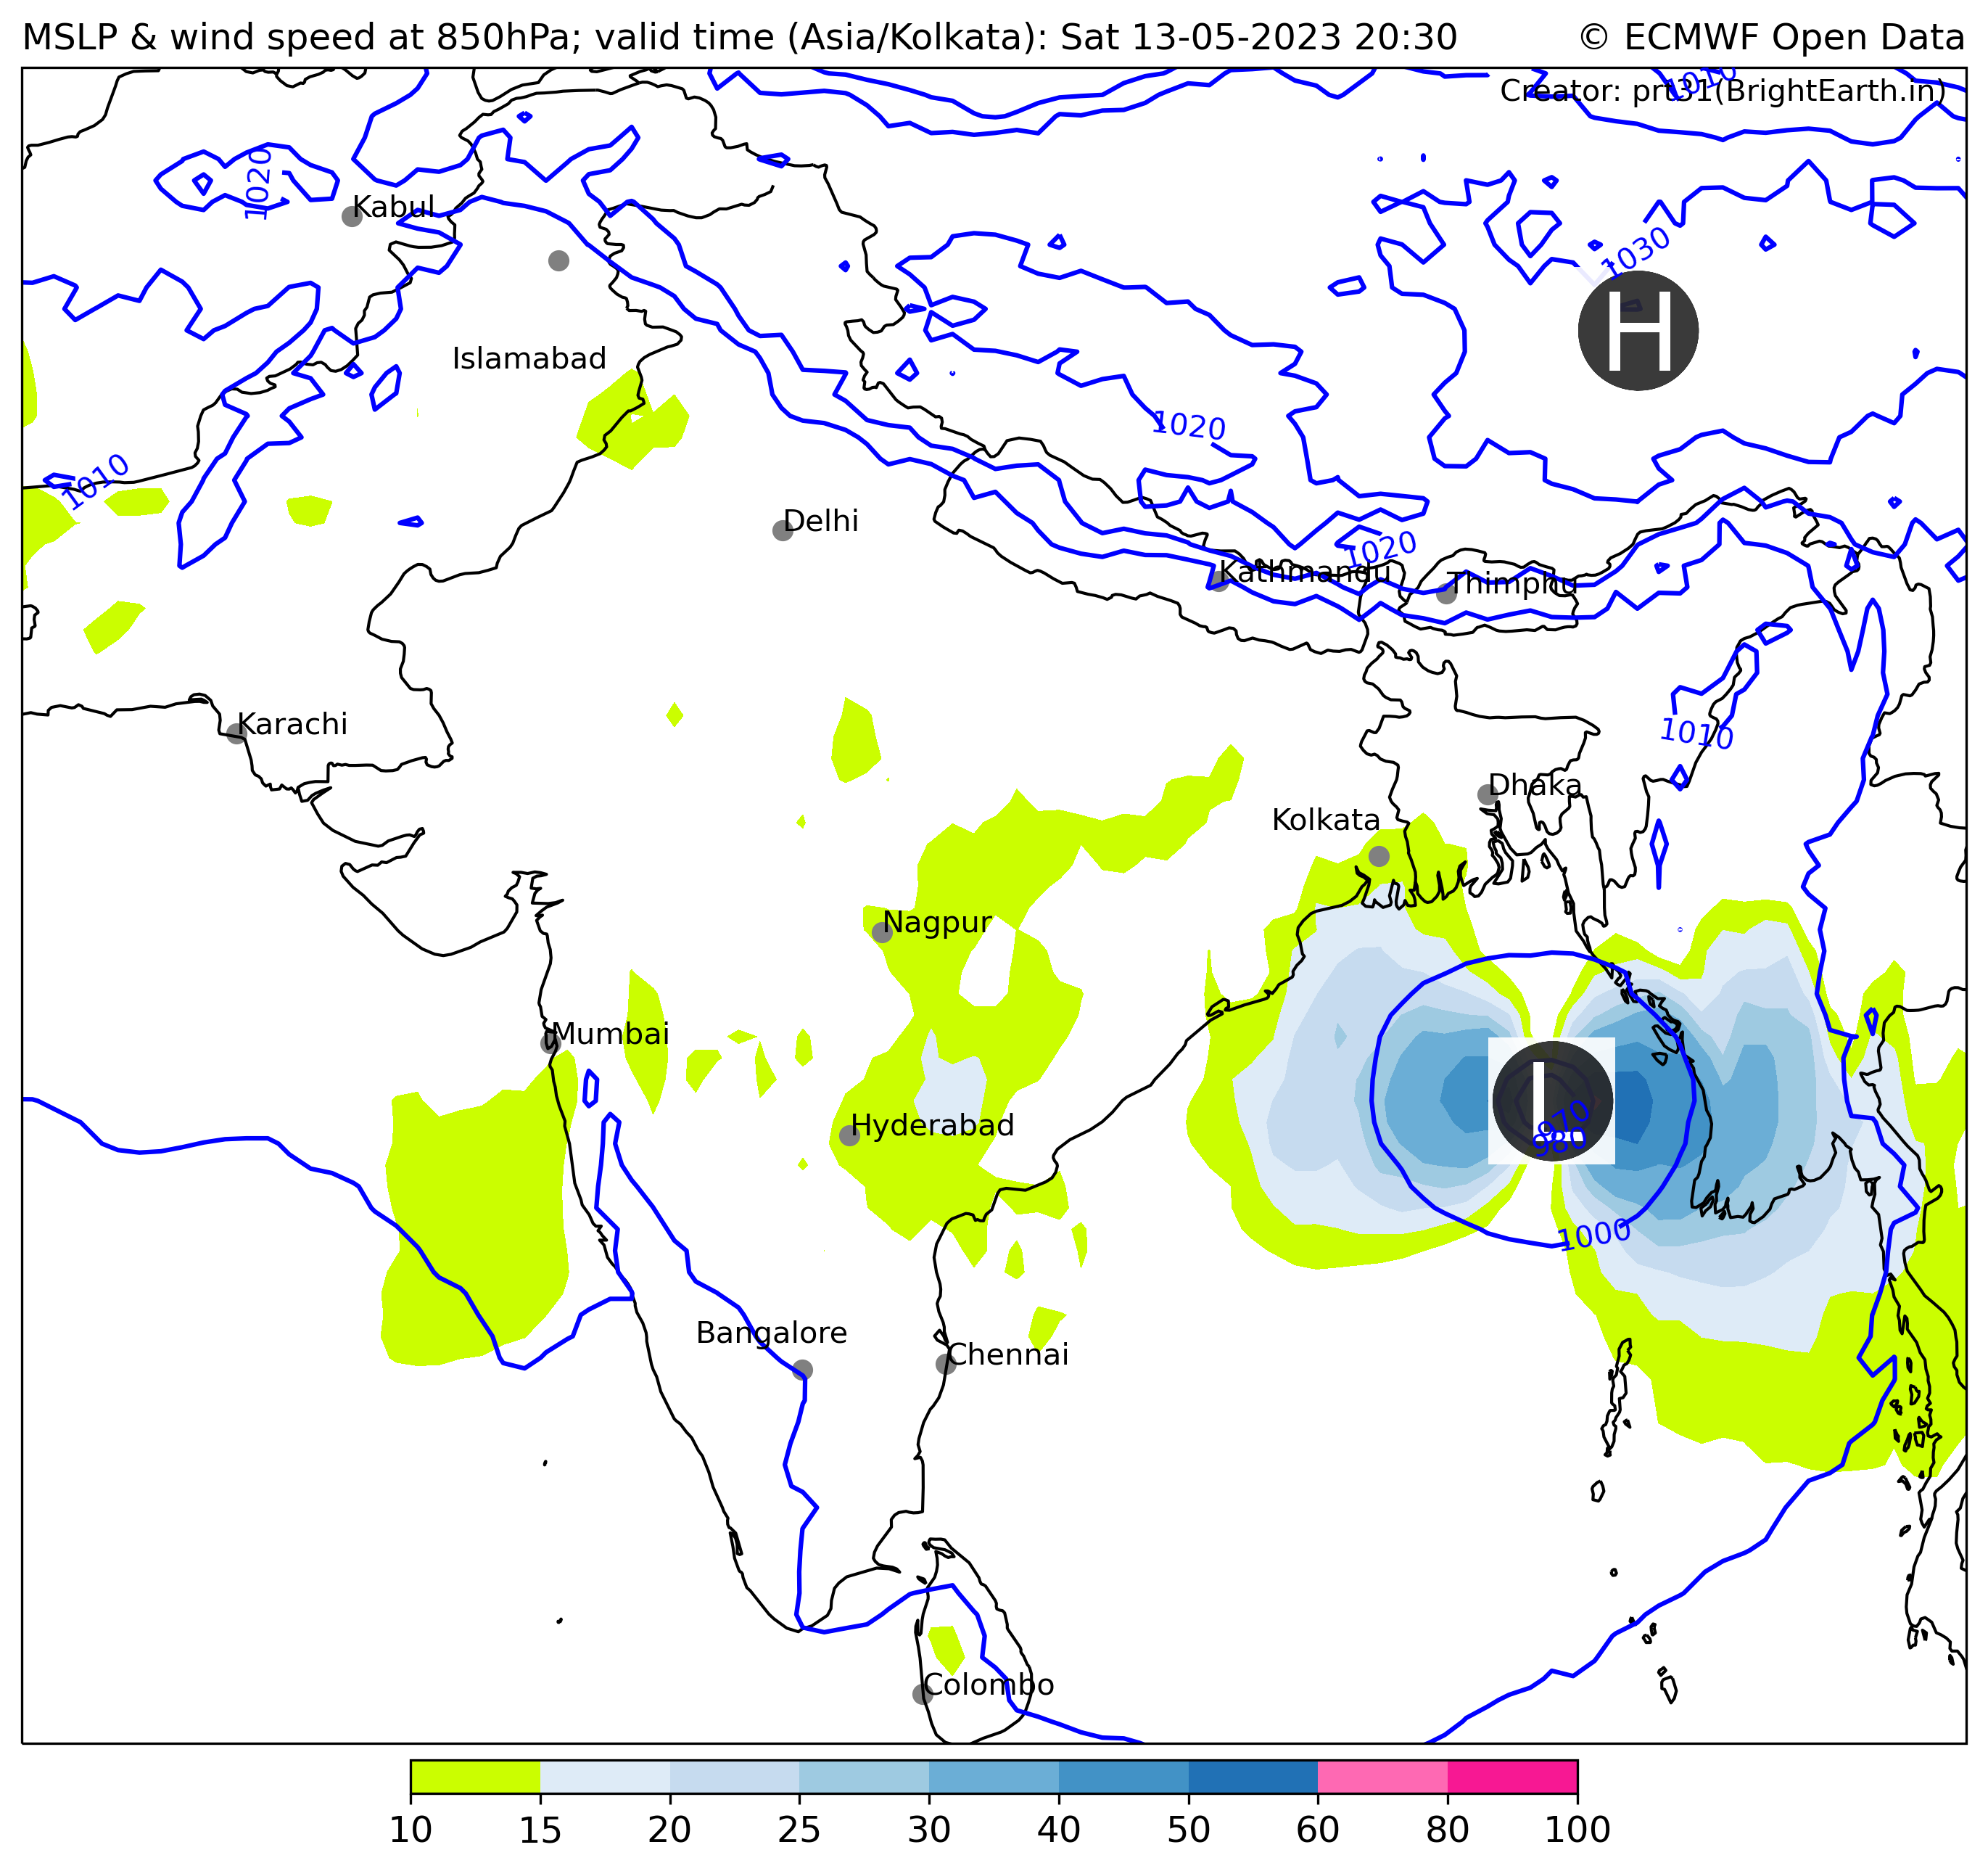 MSLP & wind speed at 850hPa; valid time (Asia/Kolkata): Sat 13-05-2023 20:30 © ECMWF Open Data
1010
Creator: prt31(BrightEarth.in)
1020
Kabul
1030
H
Islamabad
1020
1010
Delhi
1020
Kathmandu
Thimphu
Karachi
1010
Dhaka
Kolkata
Nagpur
Mumbai
L
970
Hyderabad
980
1000
Bangalore
Chennai
Colombo
10 15 20 25 30 40 50 60 80 100